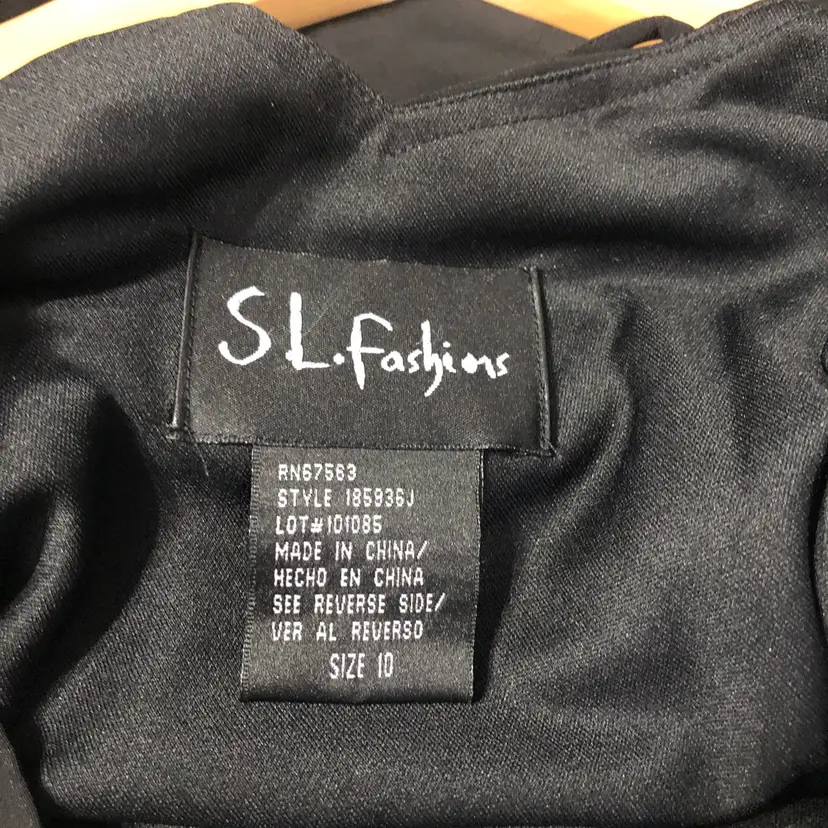 S.L. fashions
RN67563
STYLE 185936J
LOT#101085
MADE IN CHINA/
HECHO EN CHINA
SEE REVERSE SIDE/
VER AL REVERSO
SIZE 10